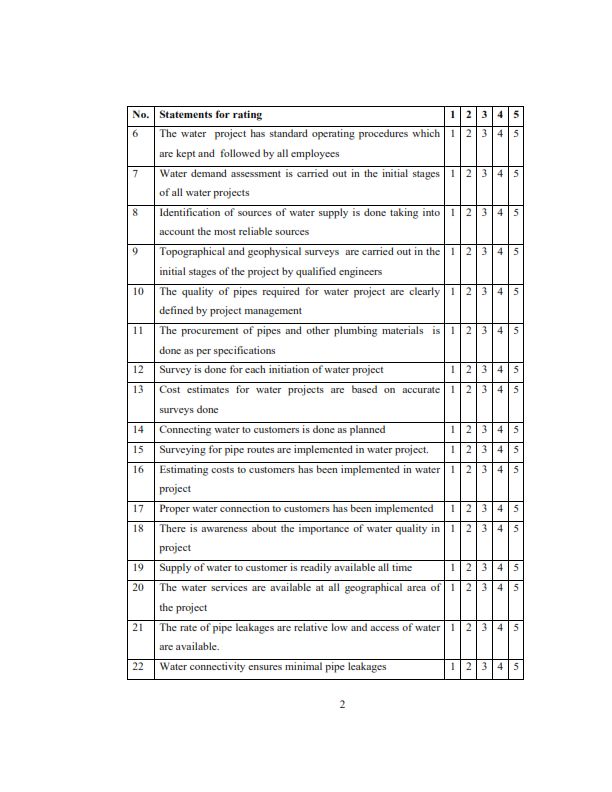 No. Statements for rating 1 2 3 4 5
6 The water project has standard operating procedures which 1 2 3 4 5
are kept and followed by all employees
7 Water demand assessment is carried out in the initial stages 1 2 3 4 5
of all water projects
8 Identification of sources of water supply is done taking into 1 2 3 4 5
account the most reliable sources
9 Topographical and geophysical surveys are carried out in the 1 2 3 4 5
initial stages of the project by qualified engineers
10 The quality of pipes required for water project are clearly 1 2 3 4 5
defined by project management
11 The procurement of pipes and other plumbing materials is 1 2 3 4 5
done as per specifications
12 Survey is done for each initiation of water project 1 2 3 4 5
13 Cost estimates for water projects are based on accurate 1 2 3 4 5
surveys done
14 Connecting water to customers is done as planned 1 2 3 4 5
15 Surveying for pipe routes are implemented in water project. 1 2 3 4 5
16 Estimating costs to customers has been implemented in water 1 2 3 4 5
project
17 Proper water connection to customers has been implemented 1 2 3 4 5
18 There is awareness about the importance of water quality in 1 2 3 4 5
project
19 Supply of water to customer is readily available all time 1 2 3 4 5
20 The water services are available at all geographical area of 1 2 3 4 5
the project
21 The rate of pipe leakages are relative low and access of water 1 2 3 4 5
are available.
22 Water connectivity ensures minimal pipe leakages 1 2 3 4 5
2